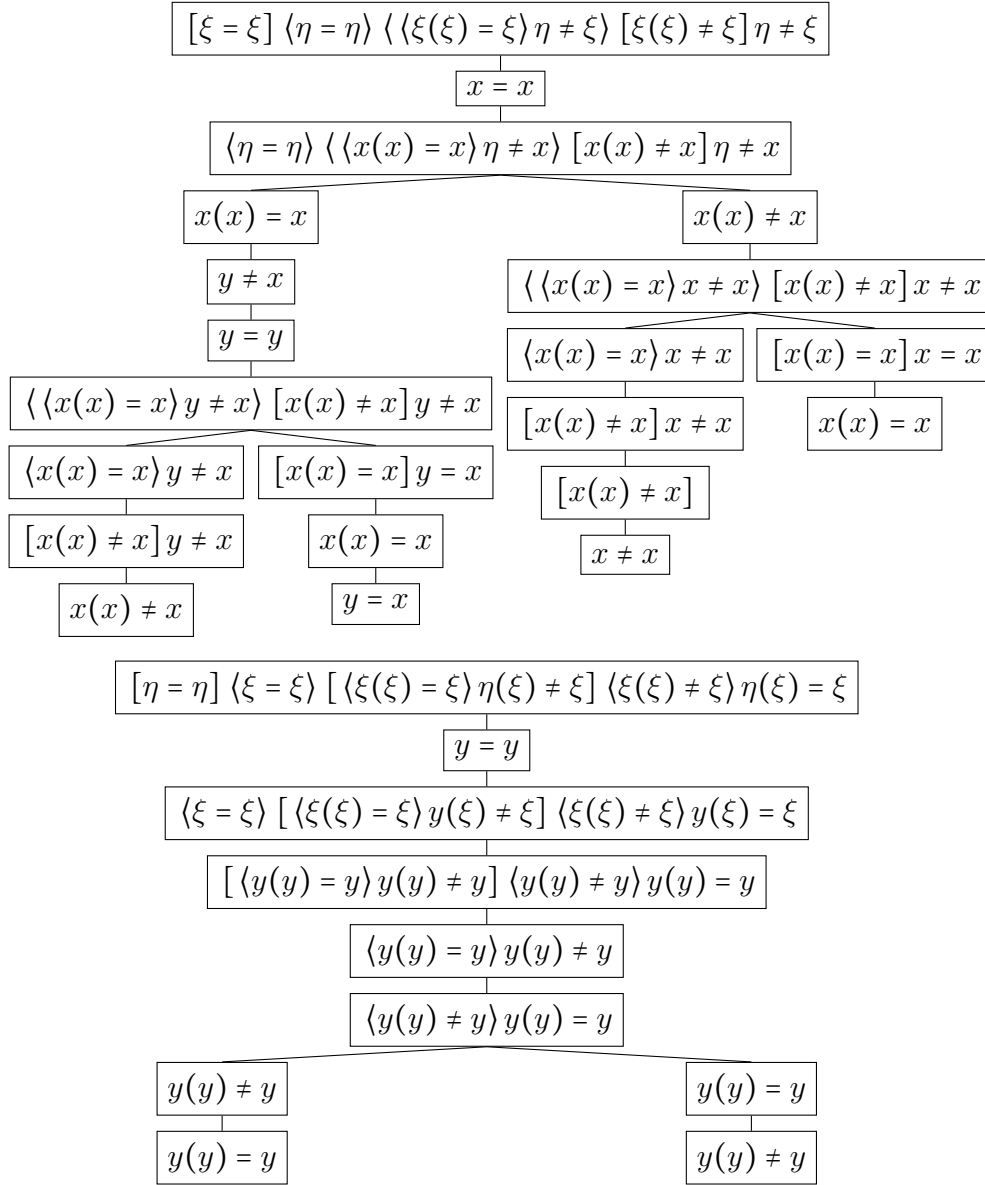 [ξ = ξ] ⟨η = η⟩ ⟨ ⟨ξ(ξ) = ξ⟩ η ≠ ξ⟩ [ξ(ξ) ≠ ξ] η ≠ ξ
x = x
⟨η = η⟩ ⟨ ⟨x(x) = x⟩ η ≠ x⟩ [x(x) ≠ x] η ≠ x
x(x) = x
x(x) ≠ x
y ≠ x
⟨ ⟨x(x) = x⟩ x ≠ x⟩ [x(x) ≠ x] x ≠ x
y = y
⟨x(x) = x⟩ x ≠ x
[x(x) = x] x = x
⟨ ⟨x(x) = x⟩ y ≠ x⟩ [x(x) ≠ x] y ≠ x
[x(x) ≠ x] x ≠ x
x(x) = x
⟨x(x) = x⟩ y ≠ x
[x(x) = x] y = x
[x(x) ≠ x]
[x(x) ≠ x] y ≠ x
x(x) = x
x ≠ x
x(x) ≠ x
y = x
[η = η] ⟨ξ = ξ⟩ [ ⟨ξ(ξ) = ξ⟩ η(ξ) ≠ ξ] ⟨ξ(ξ) ≠ ξ⟩ η(ξ) = ξ
y = y
⟨ξ = ξ⟩ [ ⟨ξ(ξ) = ξ⟩ y(ξ) ≠ ξ] ⟨ξ(ξ) ≠ ξ⟩ y(ξ) = ξ
[ ⟨y(y) = y⟩ y(y) ≠ y] ⟨y(y) ≠ y⟩ y(y) = y
⟨y(y) = y⟩ y(y) ≠ y
⟨y(y) ≠ y⟩ y(y) = y
y(y) ≠ y
y(y) = y
y(y) = y
y(y) ≠ y